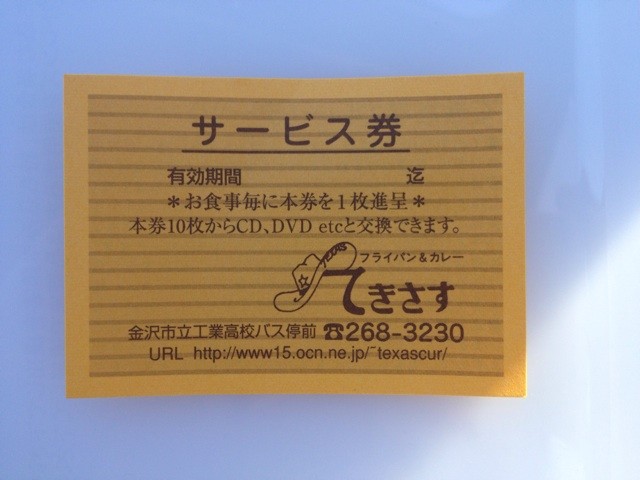 サービス券
有効期間 迄
＊お食事毎に本券を１枚進呈＊
本券10枚からCD、DVD etcと交換できます。
TEXAS
フライパン＆カレー
てきさす
金沢市立工業高校バス停前 ☎268-3230
URL http://www15.ocn.ne.jp/~texascur/